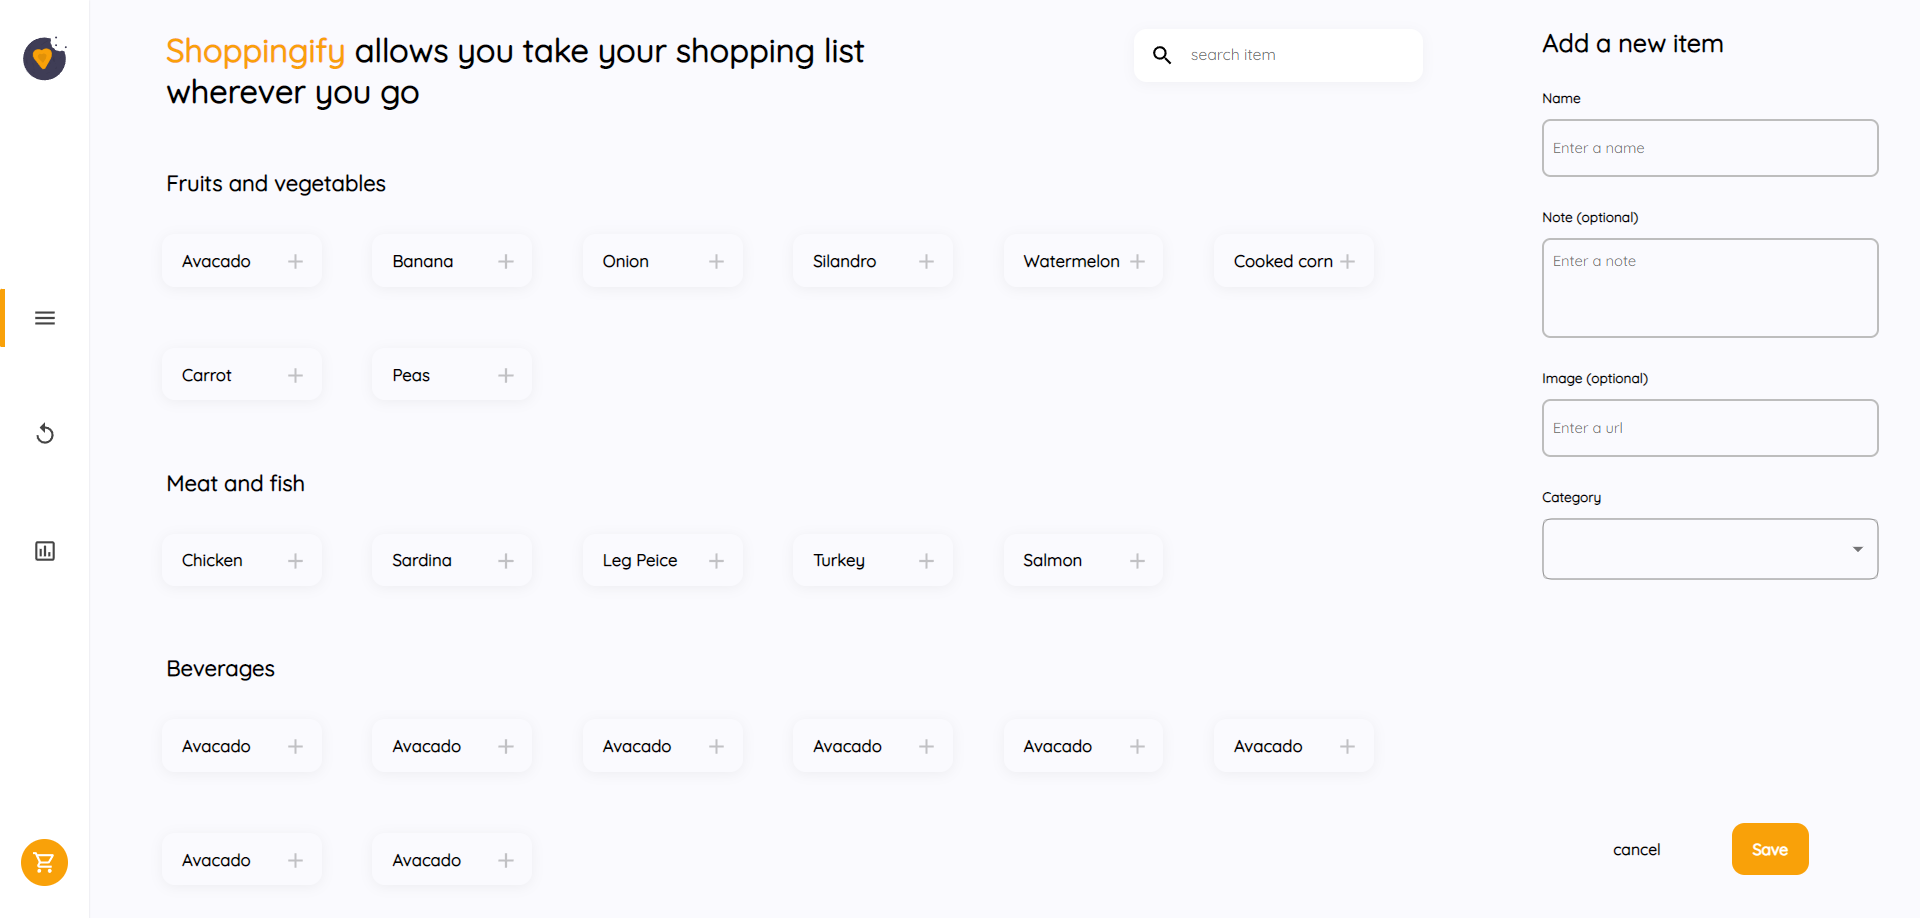 Shoppingify allows you take your shopping list
wherever you go
search item
Fruits and vegetables
Avacado
Banana
Onion
Silandro
Watermelon
Cooked corn
Carrot
Peas
Meat and fish
Chicken
Sardina
Leg Peice
Turkey
Salmon
Beverages
Avacado
Avacado
Avacado
Avacado
Avacado
Avacado
Avacado
Avacado
Add a new item
Name
Enter a name
Note (optional)
Enter a note
Image (optional)
Enter a url
Category
cancel
Save